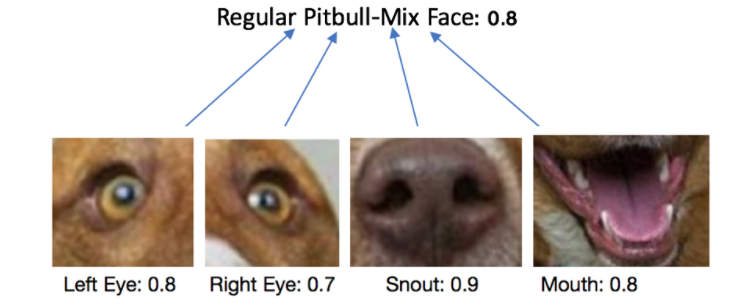 Regular Pitbull-Mix Face: 0.8
Left Eye: 0.8 Right Eye: 0.7 Snout: 0.9 Mouth: 0.8